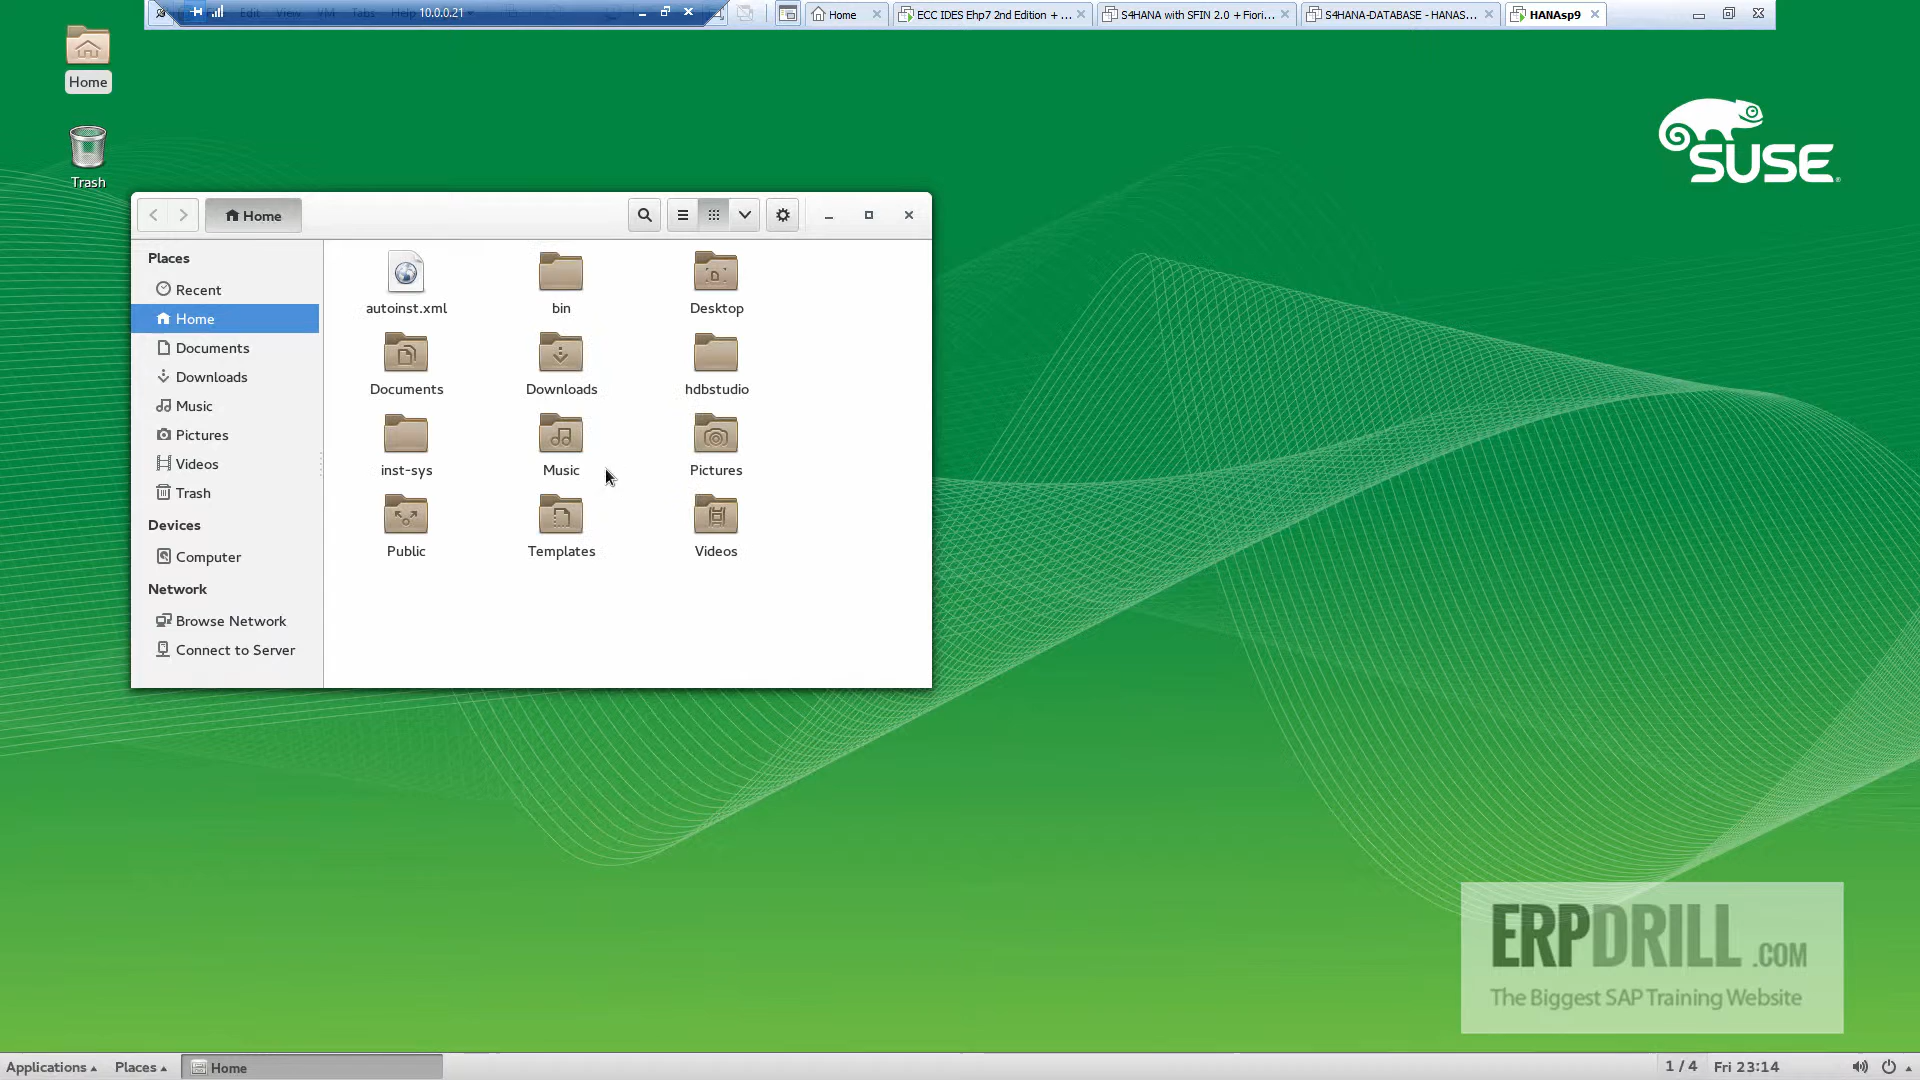 Edit View VM Tabs Help 10.0.0.21
Home
ECC IDES Ehp7 2nd Edition + ...
S4HANA with SFIN 2.0 + Fiori...
S4HANA-DATABASE - HANAS...
HANAsp9
Home
Trash
SUSE
Home
Places
Recent
Home
Documents
Downloads
Music
Pictures
Videos
Trash
Devices
Computer
Network
Browse Network
Connect to Server
autoinst.xml
bin
Desktop
Documents
Downloads
hdbstudio
inst-sys
Music
Pictures
Public
Templates
Videos
ERPDRILL.COM
The Biggest SAP Training Website
Applications
Places
Home
1 / 4
Fri 23:14